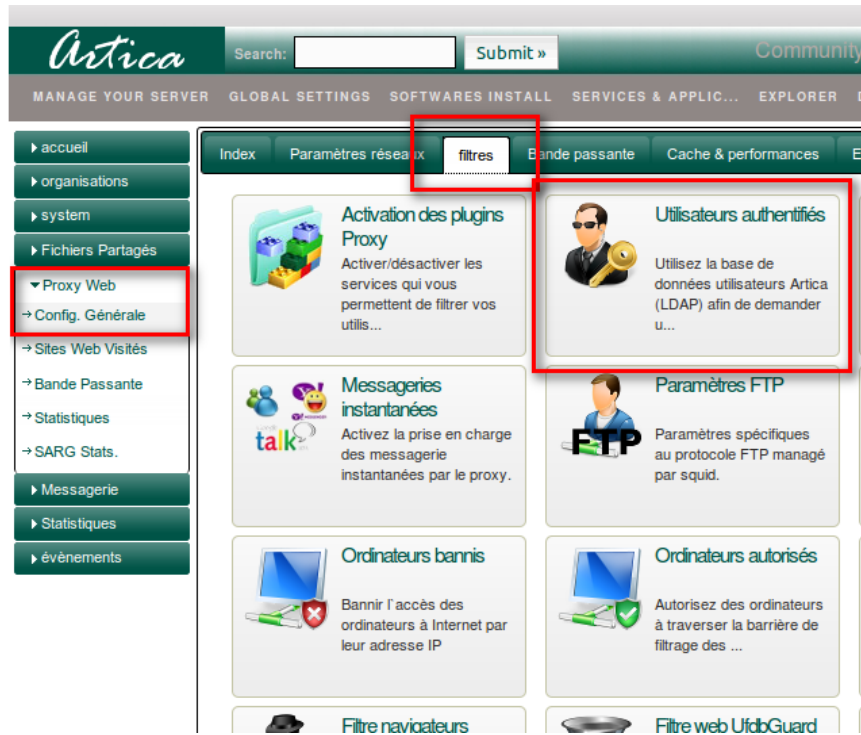 Artica
Search:
Submit »
Community
MANAGE YOUR SERVER GLOBAL SETTINGS SOFTWARES INSTALL SERVICES & APPLIC... EXPLORER
accueil
organisations
system
Fichiers Partagés
Proxy Web
Config. Générale
Sites Web Visités
Bande Passante
Statistiques
SARG Stats.
Messagerie
Statistiques
évènements
Index Paramètres réseaux filtres Bande passante Cache & performances
Activation des plugins
Proxy
Activer/désactiver les
services qui vous
permettent de filtrer vos
utilis...
Utilisateurs authentifiés
Utilisez la base de
données utilisateurs Artica
(LDAP) afin de demander
u...
talk
Messageries
instantanées
Activez la prise en charge
des messagerie
instantanées par le proxy.
FTP
Paramètres FTP
Paramètres spécifiques
au protocole FTP managé
par squid.
Ordinateurs bannis
Bannir l`accès des
ordinateurs à Internet par
leur adresse IP
Ordinateurs autorisés
Autorisez des ordinateurs
à traverser la barrière de
filtrage des ...
Filtre navigateurs
Filtre web UfdbGuard